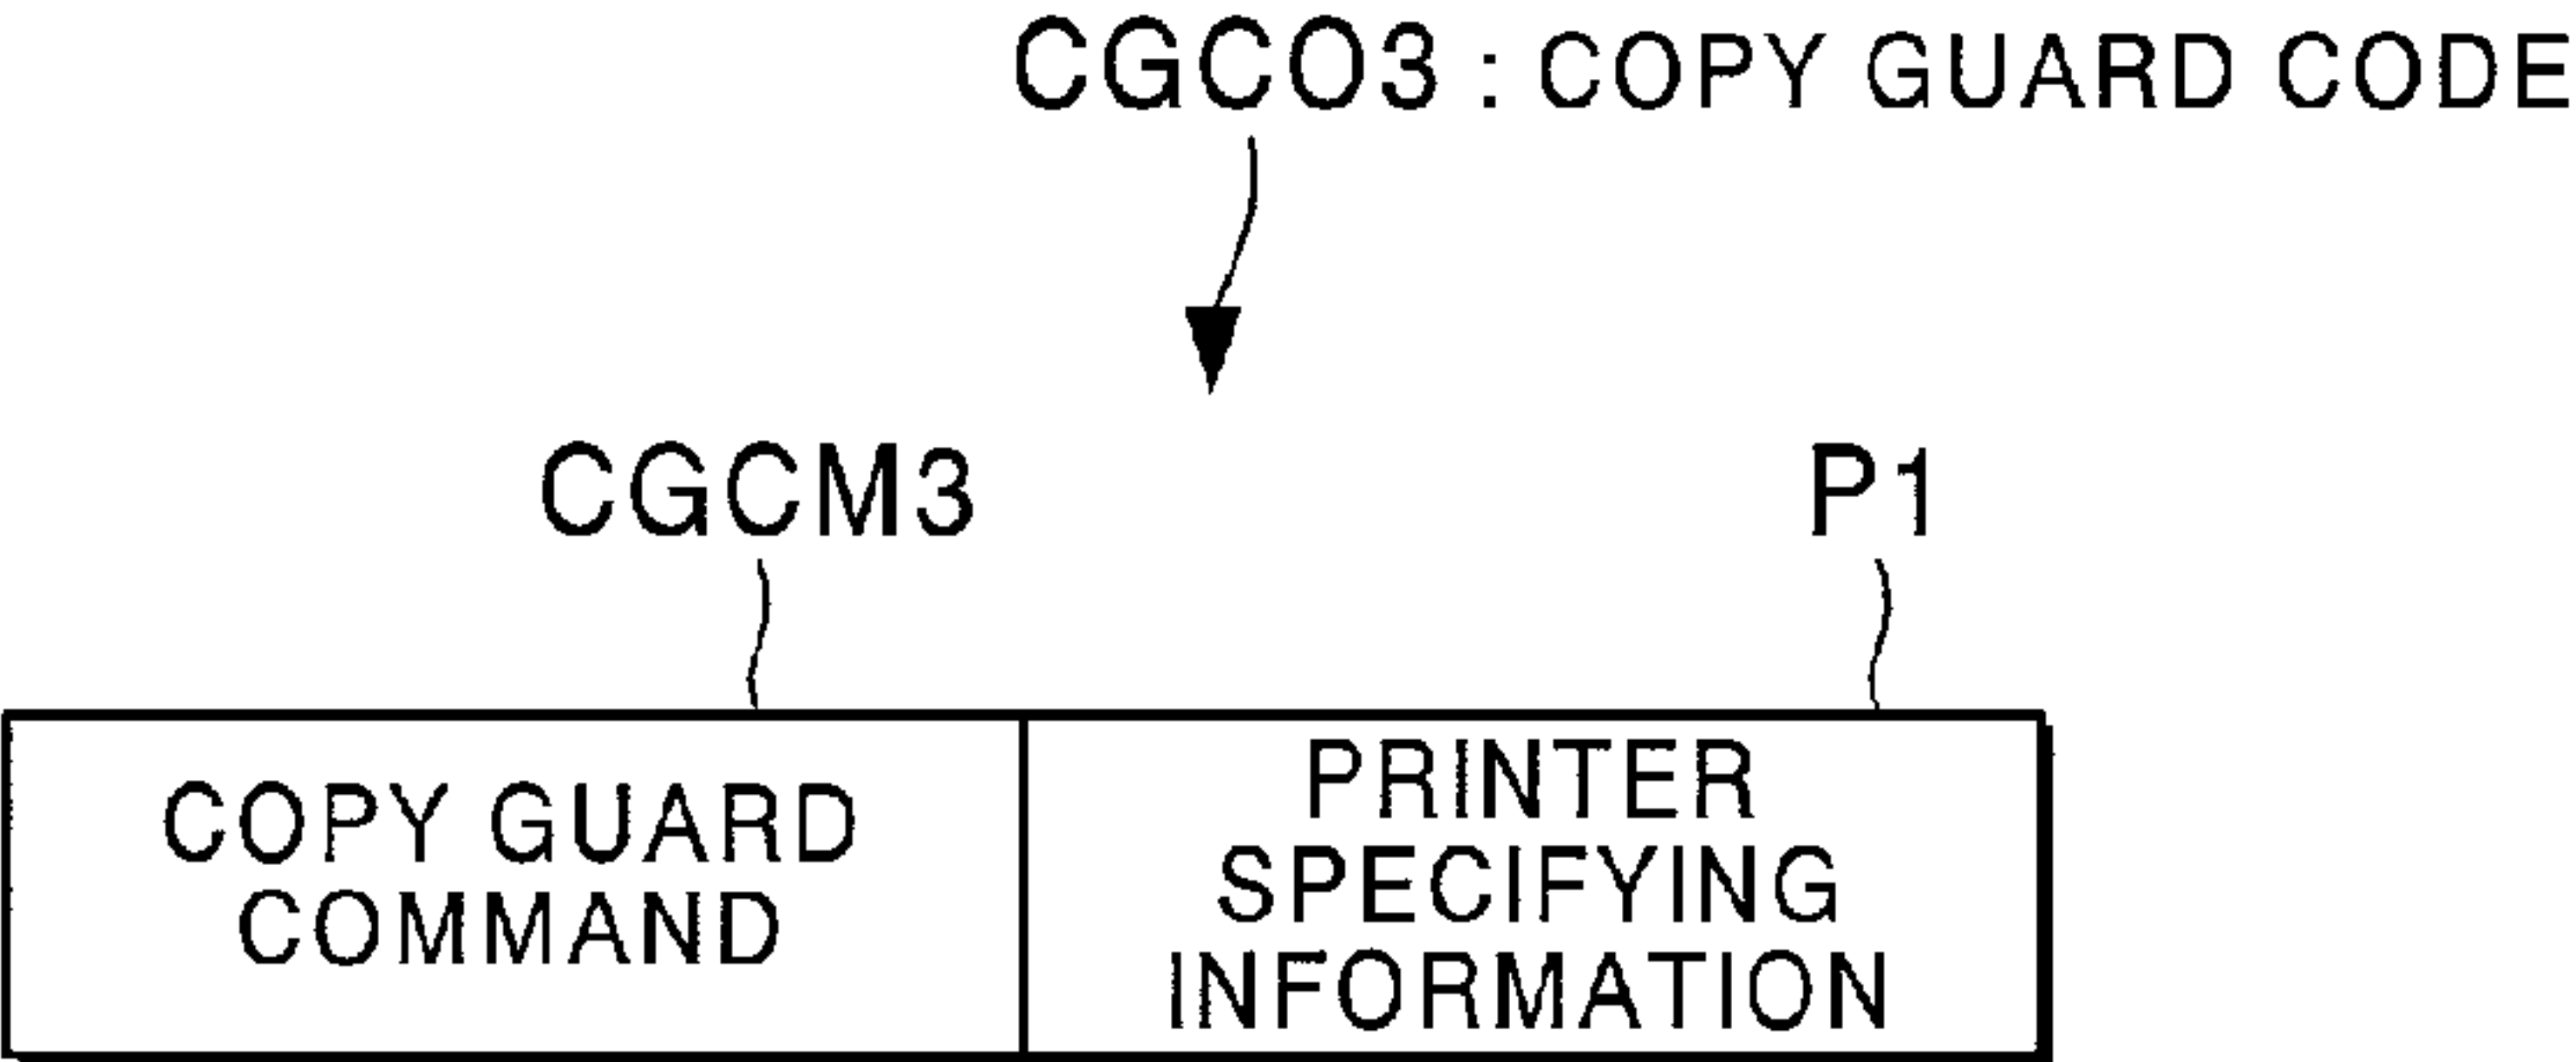 CGCO3 : COPY GUARD CODE
CGCM3
P1
COPY GUARD
COMMAND
PRINTER
SPECIFYING
INFORMATION